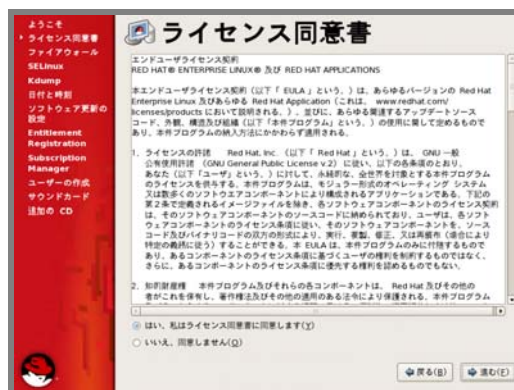 ようこそ
ライセンス同意書
ファイアウォール
SELinux
Kdump
日付と時刻
ソフトウェア更新の
設定
Entitlement
Registration
Subscription
Manager
ユーザーの作成
サウンドカード
追加の CD
ライセンス同意書
エンドユーザライセンス契約
RED HAT® ENTERPRISE LINUX® 及び RED HAT APPLICATIONS
本エンドユーザライセンス契約（以下「 EULA 」という。）は、あらゆるバージョンの Red Hat
Enterprise Linux 及びあらゆる Red Hat Application（これは、 www.redhat.com/
licenses/products において説明される。）、並びに、あらゆる関連するアップデートソース
コード、外観、構造及び組織（以下「本件プログラム」という。）の使用に関して定めるもので
あり、本件プログラムの納入方法にかかわらず適用される。
1. ライセンスの許諾　Red Hat, Inc.（以下「 Red Hat 」という。）は、 GNU 一般
公有使用許諾 （GNU General Public License v.2） に従い、以下の各条項のとおり、
あなた（以下「ユーザ」という。）に対して、永続的な、全世界を対象とする本件プログラム
のライセンスを供与する。本件プログラムは、モジュラー形式のオペレーティング システム
又は数多くのソフトウェアコンポーネントにより構成されるアプリケーションである。下記の
第２条で定義されるイメージファイルを除き、各ソフトウェアコンポーネントのライセンス契約
は、そのソフトウェアコンポーネントのソースコードに納められており、ユーザは、各ソフト
ウェアコンポーネントのライセンス条項に従い、そのソフトウェアコンポーネントを、ソース
コード及びバイナリコードの双方の形式により、実行、複製、修正、又は再頒布（場合により
特定の義務に従う）することができる。本 EULA は、本件プログラムのみに付随するもので
あり、あるコンポーネントのライセンス条項に基づくユーザの権利を制約するものではなく、
さらに、あるコンポーネントのライセンス条項に優先する権利を認めるものでもない。
2. 知的財産権　本件プログラム及びそれらの各コンポーネントは、 Red Hat 及びその他の
者がこれを保有し、著作権法及びその他の適用のある法令により保護される。本件プログラム
はい、私はライセンス同意書に同意します(Y)
いいえ、同意しません(O)
戻る(B)
進む(F)